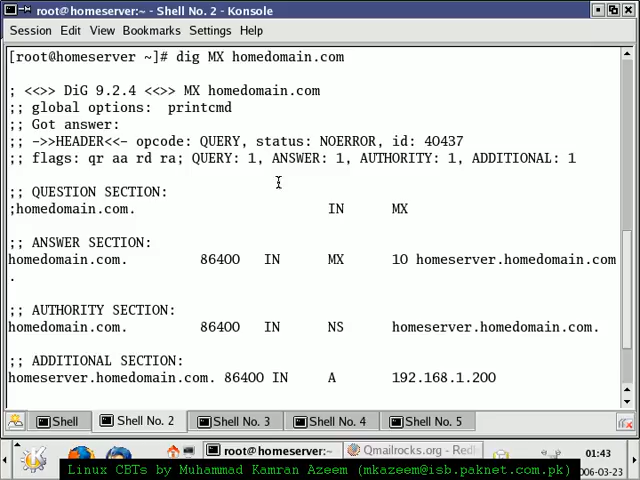 root@homeserver: ~ - Shell No. 2 - Konsole
Session Edit View Bookmarks Settings Help
[root@homeserver ~]# dig MX homedomain.com
; <<>> DiG 9.2.4 <<>> MX homedomain.com
;; global options:  printcmd
;; Got answer:
;; ->>HEADER<<- opcode: QUERY, status: NOERROR, id: 40437
;; flags: qr aa rd ra; QUERY: 1, ANSWER: 1, AUTHORITY: 1, ADDITIONAL: 1
;; QUESTION SECTION:
;homedomain.com. IN MX
;; ANSWER SECTION:
homedomain.com. 86400 IN MX 10 homeserver.homedomain.com
.
;; AUTHORITY SECTION:
homedomain.com. 86400 IN NS homeserver.homedomain.com.
;; ADDITIONAL SECTION:
homeserver.homedomain.com. 86400 IN A 192.168.1.200
Shell Shell No. 2 Shell No. 3 Shell No. 4 Shell No. 5
root@homeserver:~ Qmailrocks.org - Redl 01:43
Linux CBTs by Muhammad Kamran Azeem (mkazeem@isb.paknet.com.pk) 006-03-23